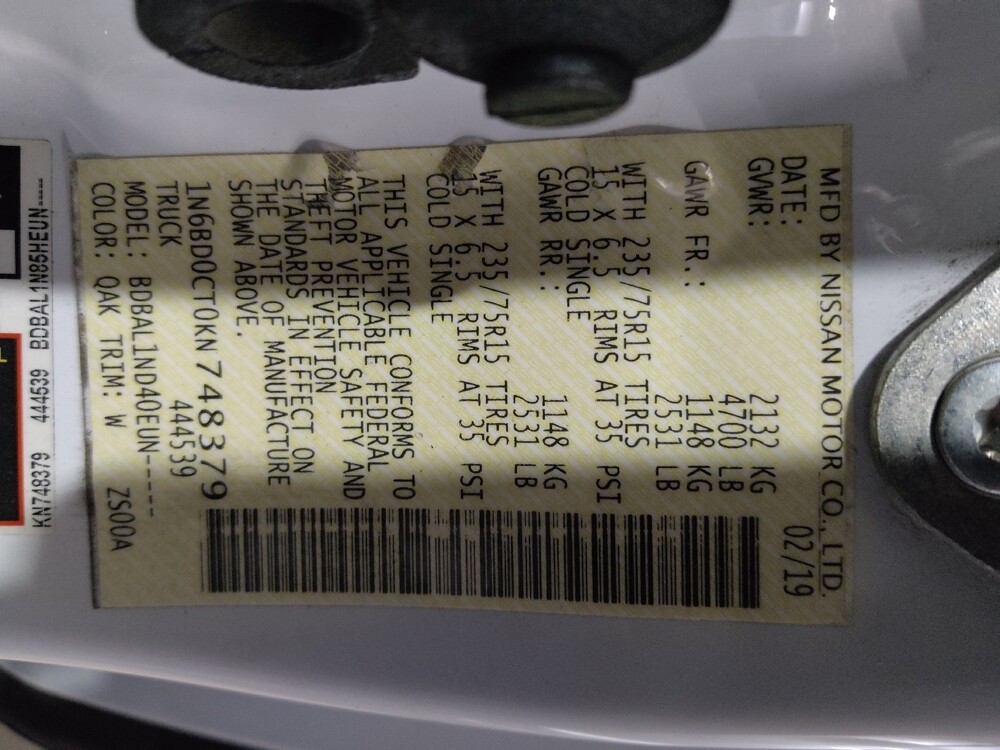 MFD BY NISSAN MOTOR CO., LTD.
DATE: 02/19
GVWR: 2132 KG
4700 LB
GAWR FR.: 1148 KG
2531 LB
WITH 235/75R15 TIRES
15 X 6.5 RIMS AT 35 PSI
COLD SINGLE
GAWR RR.: 1148 KG
2531 LB
WITH 235/75R15 TIRES
15 X 6.5 RIMS AT 35 PSI
COLD SINGLE
THIS VEHICLE CONFORMS TO
ALL APPLICABLE FEDERAL
MOTOR VEHICLE SAFETY AND
THEFT PREVENTION
STANDARDS IN EFFECT ON
THE DATE OF MANUFACTURE
SHOWN ABOVE.
1N6BD0CT0KN748379
TRUCK 444539
MODEL: BDBAL1ND40EUN-----
COLOR: QAK TRIM: W ZS00A
KN748379 444539 BDBAL1N85HEUN----